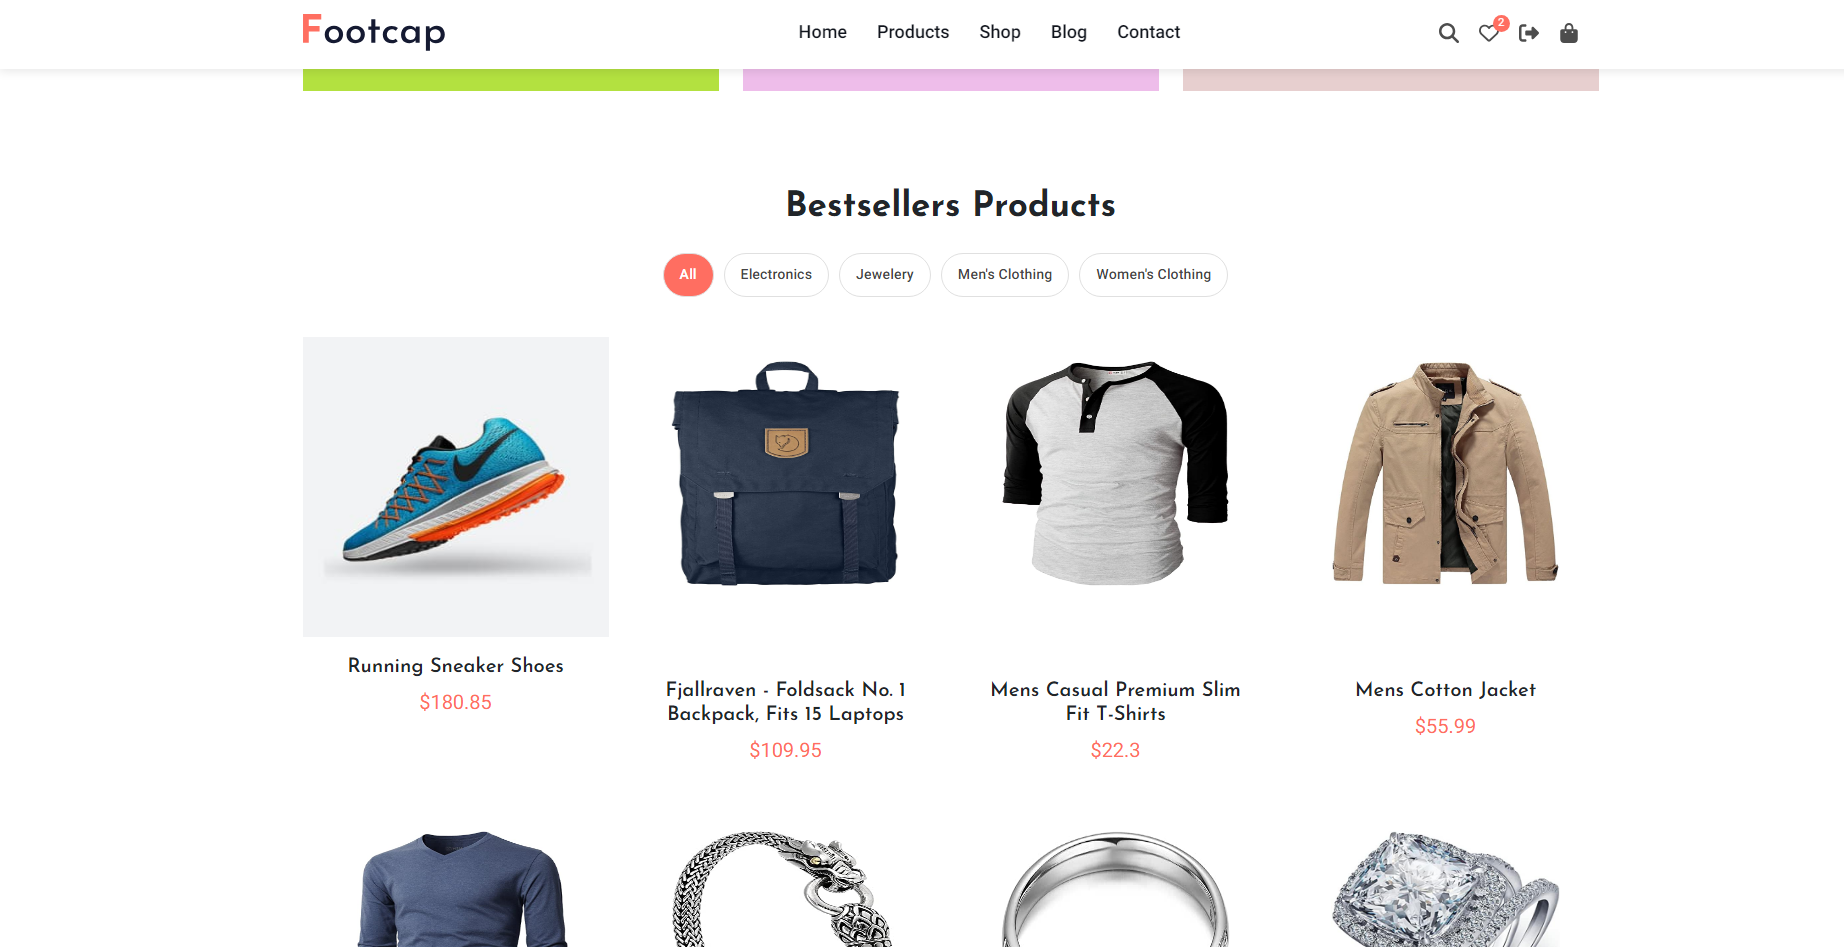 Footcap
Home Products Shop Blog Contact
2
Bestsellers Products
All Electronics Jewelery Men's Clothing Women's Clothing
Running Sneaker Shoes
$180.85
Fjallraven - Foldsack No. 1
Backpack, Fits 15 Laptops
$109.95
Mens Casual Premium Slim
Fit T-Shirts
$22.3
Mens Cotton Jacket
$55.99